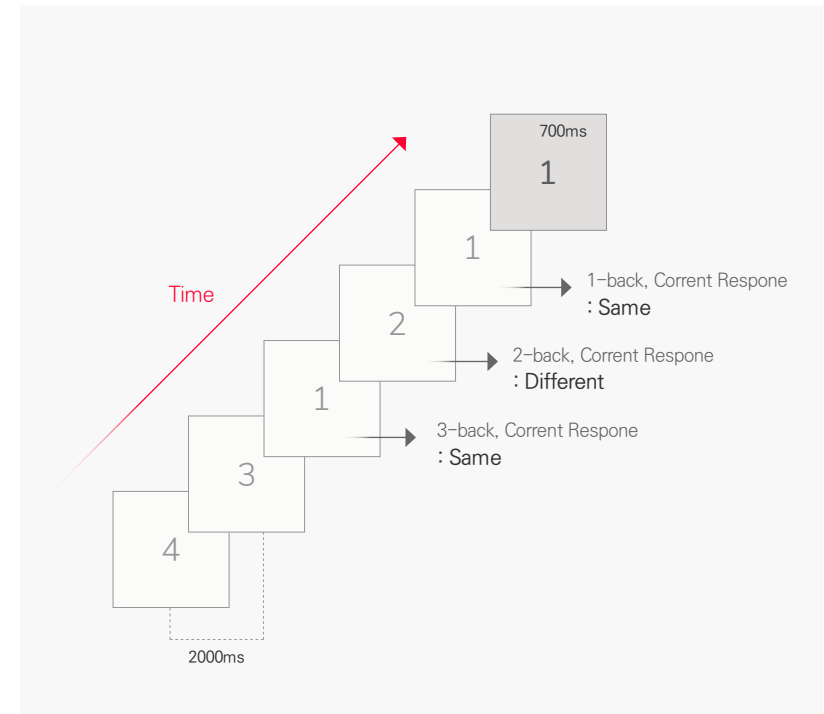 700ms
1
1
1-back, Corrent Respone
: Same
Time
2
2-back, Corrent Respone
: Different
1
3-back, Corrent Respone
: Same
3
4
2000ms